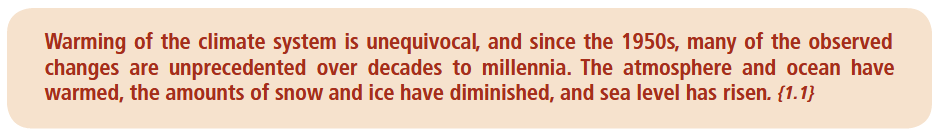 Warming of the climate system is unequivocal, and since the 1950s, many of the observed
changes are unprecedented over decades to millennia. The atmosphere and ocean have
warmed, the amounts of snow and ice have diminished, and sea level has risen. {1.1}